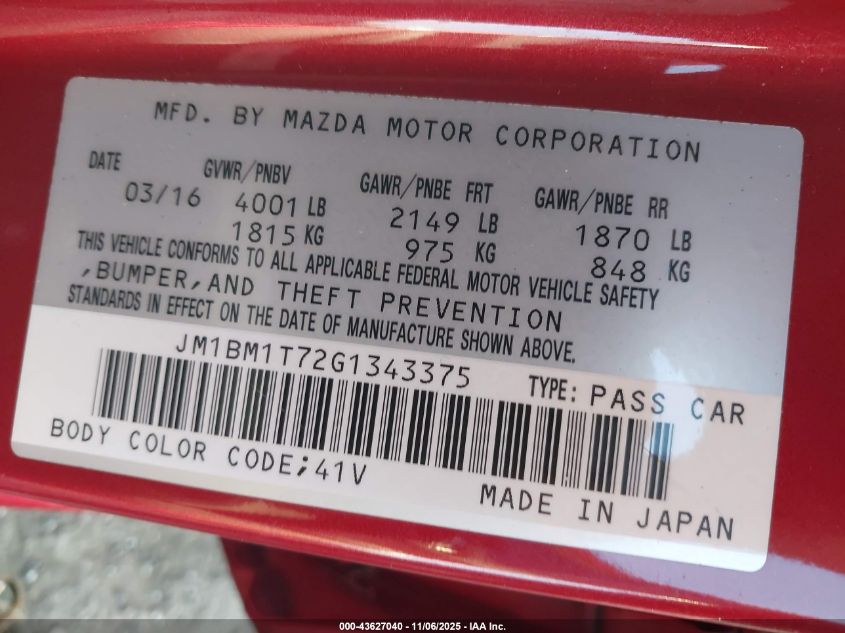 MFD. BY MAZDA MOTOR CORPORATION
DATE GVWR/PNBV GAWR/PNBE FRT GAWR/PNBE RR
03/16 4001 LB 2149 LB 1870 LB
1815 KG 975 KG 848 KG
THIS VEHICLE CONFORMS TO ALL APPLICABLE FEDERAL MOTOR VEHICLE SAFETY
,BUMPER,AND THEFT PREVENTION
STANDARDS IN EFFECT ON THE DATE OF MANUFACTURE SHOWN ABOVE.
JM1BM1T72G1343375 TYPE: PASS CAR
BODY COLOR CODE;41V
MADE IN JAPAN
000-43627040 - 11/06/2025 - IAA Inc.